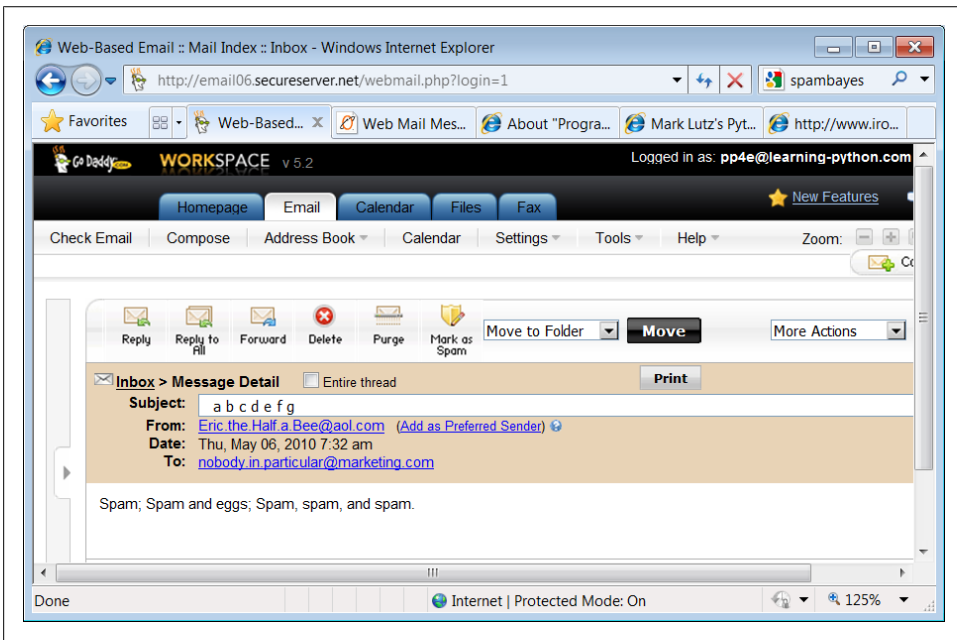 Web-Based Email :: Mail Index :: Inbox - Windows Internet Explorer
http://email06.secureserver.net/webmail.php?login=1 spambayes
Favorites Web-Based... X Web Mail Mes... About "Progra... Mark Lutz's Pyt... http://www.iro...
Go Daddy.com WORKSPACE v 5.2 Logged in as: pp4e@learning-python.com
Homepage Email Calendar Files Fax New Features
Check Email Compose Address Book Calendar Settings Tools Help Zoom:
Reply Reply to All Forward Delete Purge Mark as Spam Move to Folder Move More Actions
Inbox > Message Detail Entire thread Print
Subject: a b c d e f g
From: Eric.the.Half.a.Bee@aol.com (Add as Preferred Sender)
Date: Thu, May 06, 2010 7:32 am
To: nobody.in.particular@marketing.com
Spam; Spam and eggs; Spam, spam, and spam.
Done Internet | Protected Mode: On 125%